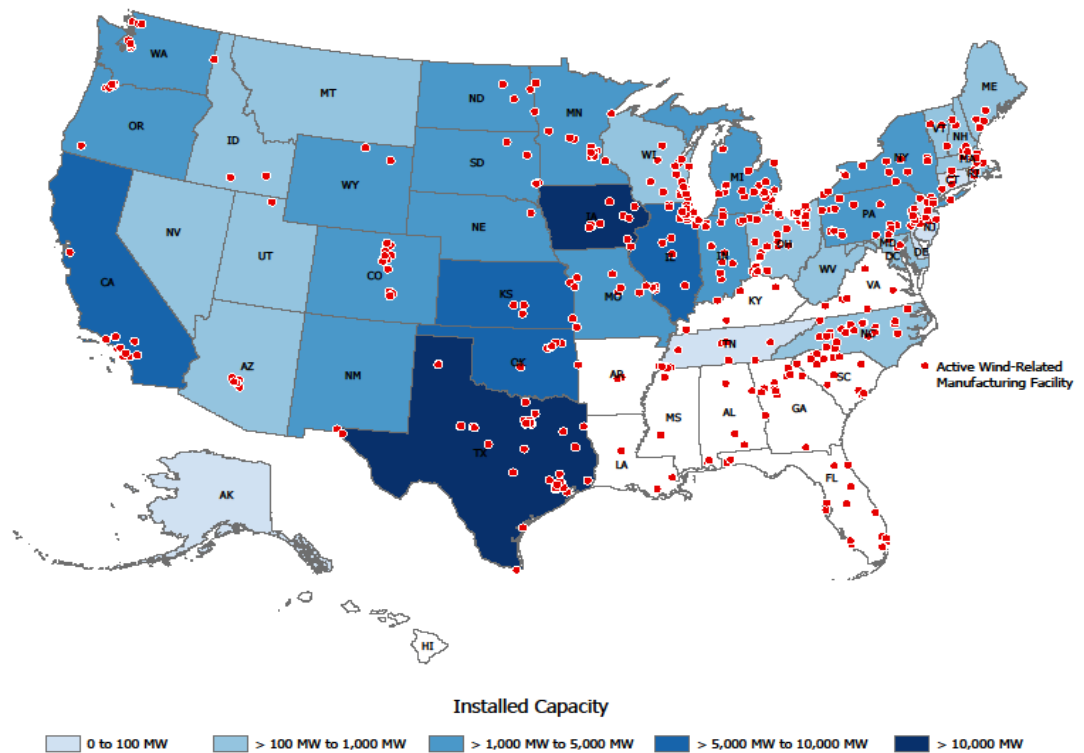 WA
MT
ND
MN
ME
VT
NH
OR
ID
WI
NY
MA
SD
MI
CT
RI
WY
PA
IA
NE
NJ
NV
OH
MD
UT
IL
IN
DE
DC
CA
CO
WV
VA
KS
MO
KY
NC
TN
OK
AZ
NM
AR
SC
Active Wind-Related
Manufacturing Facility
MS
AL
GA
TX
LA
FL
AK
HI
Installed Capacity
0 to 100 MW
> 100 MW to 1,000 MW
> 1,000 MW to 5,000 MW
> 5,000 MW to 10,000 MW
> 10,000 MW